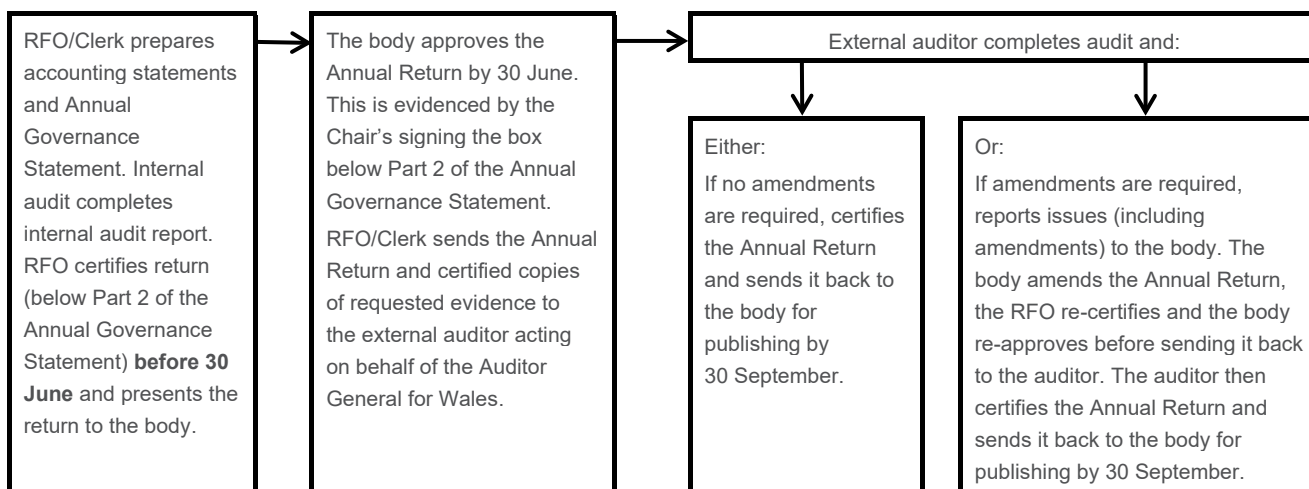 RFO/Clerk prepares
accounting statements
and Annual
Governance
Statement. Internal
audit completes
internal audit report.
RFO certifies return
(below Part 2 of the
Annual Governance
Statement) before 30
June and presents the
return to the body.
The body approves the
Annual Return by 30 June.
This is evidenced by the
Chair’s signing the box
below Part 2 of the Annual
Governance Statement.
RFO/Clerk sends the Annual
Return and certified copies
of requested evidence to
the external auditor acting
on behalf of the Auditor
General for Wales.
External auditor completes audit and:
Either:
If no amendments
are required, certifies
the Annual Return
and sends it back to
the body for
publishing by
30 September.
Or:
If amendments are required,
reports issues (including
amendments) to the body. The
body amends the Annual Return,
the RFO re-certifies and the body
re-approves before sending it back
to the auditor. The auditor then
certifies the Annual Return and
sends it back to the body for
publishing by 30 September.